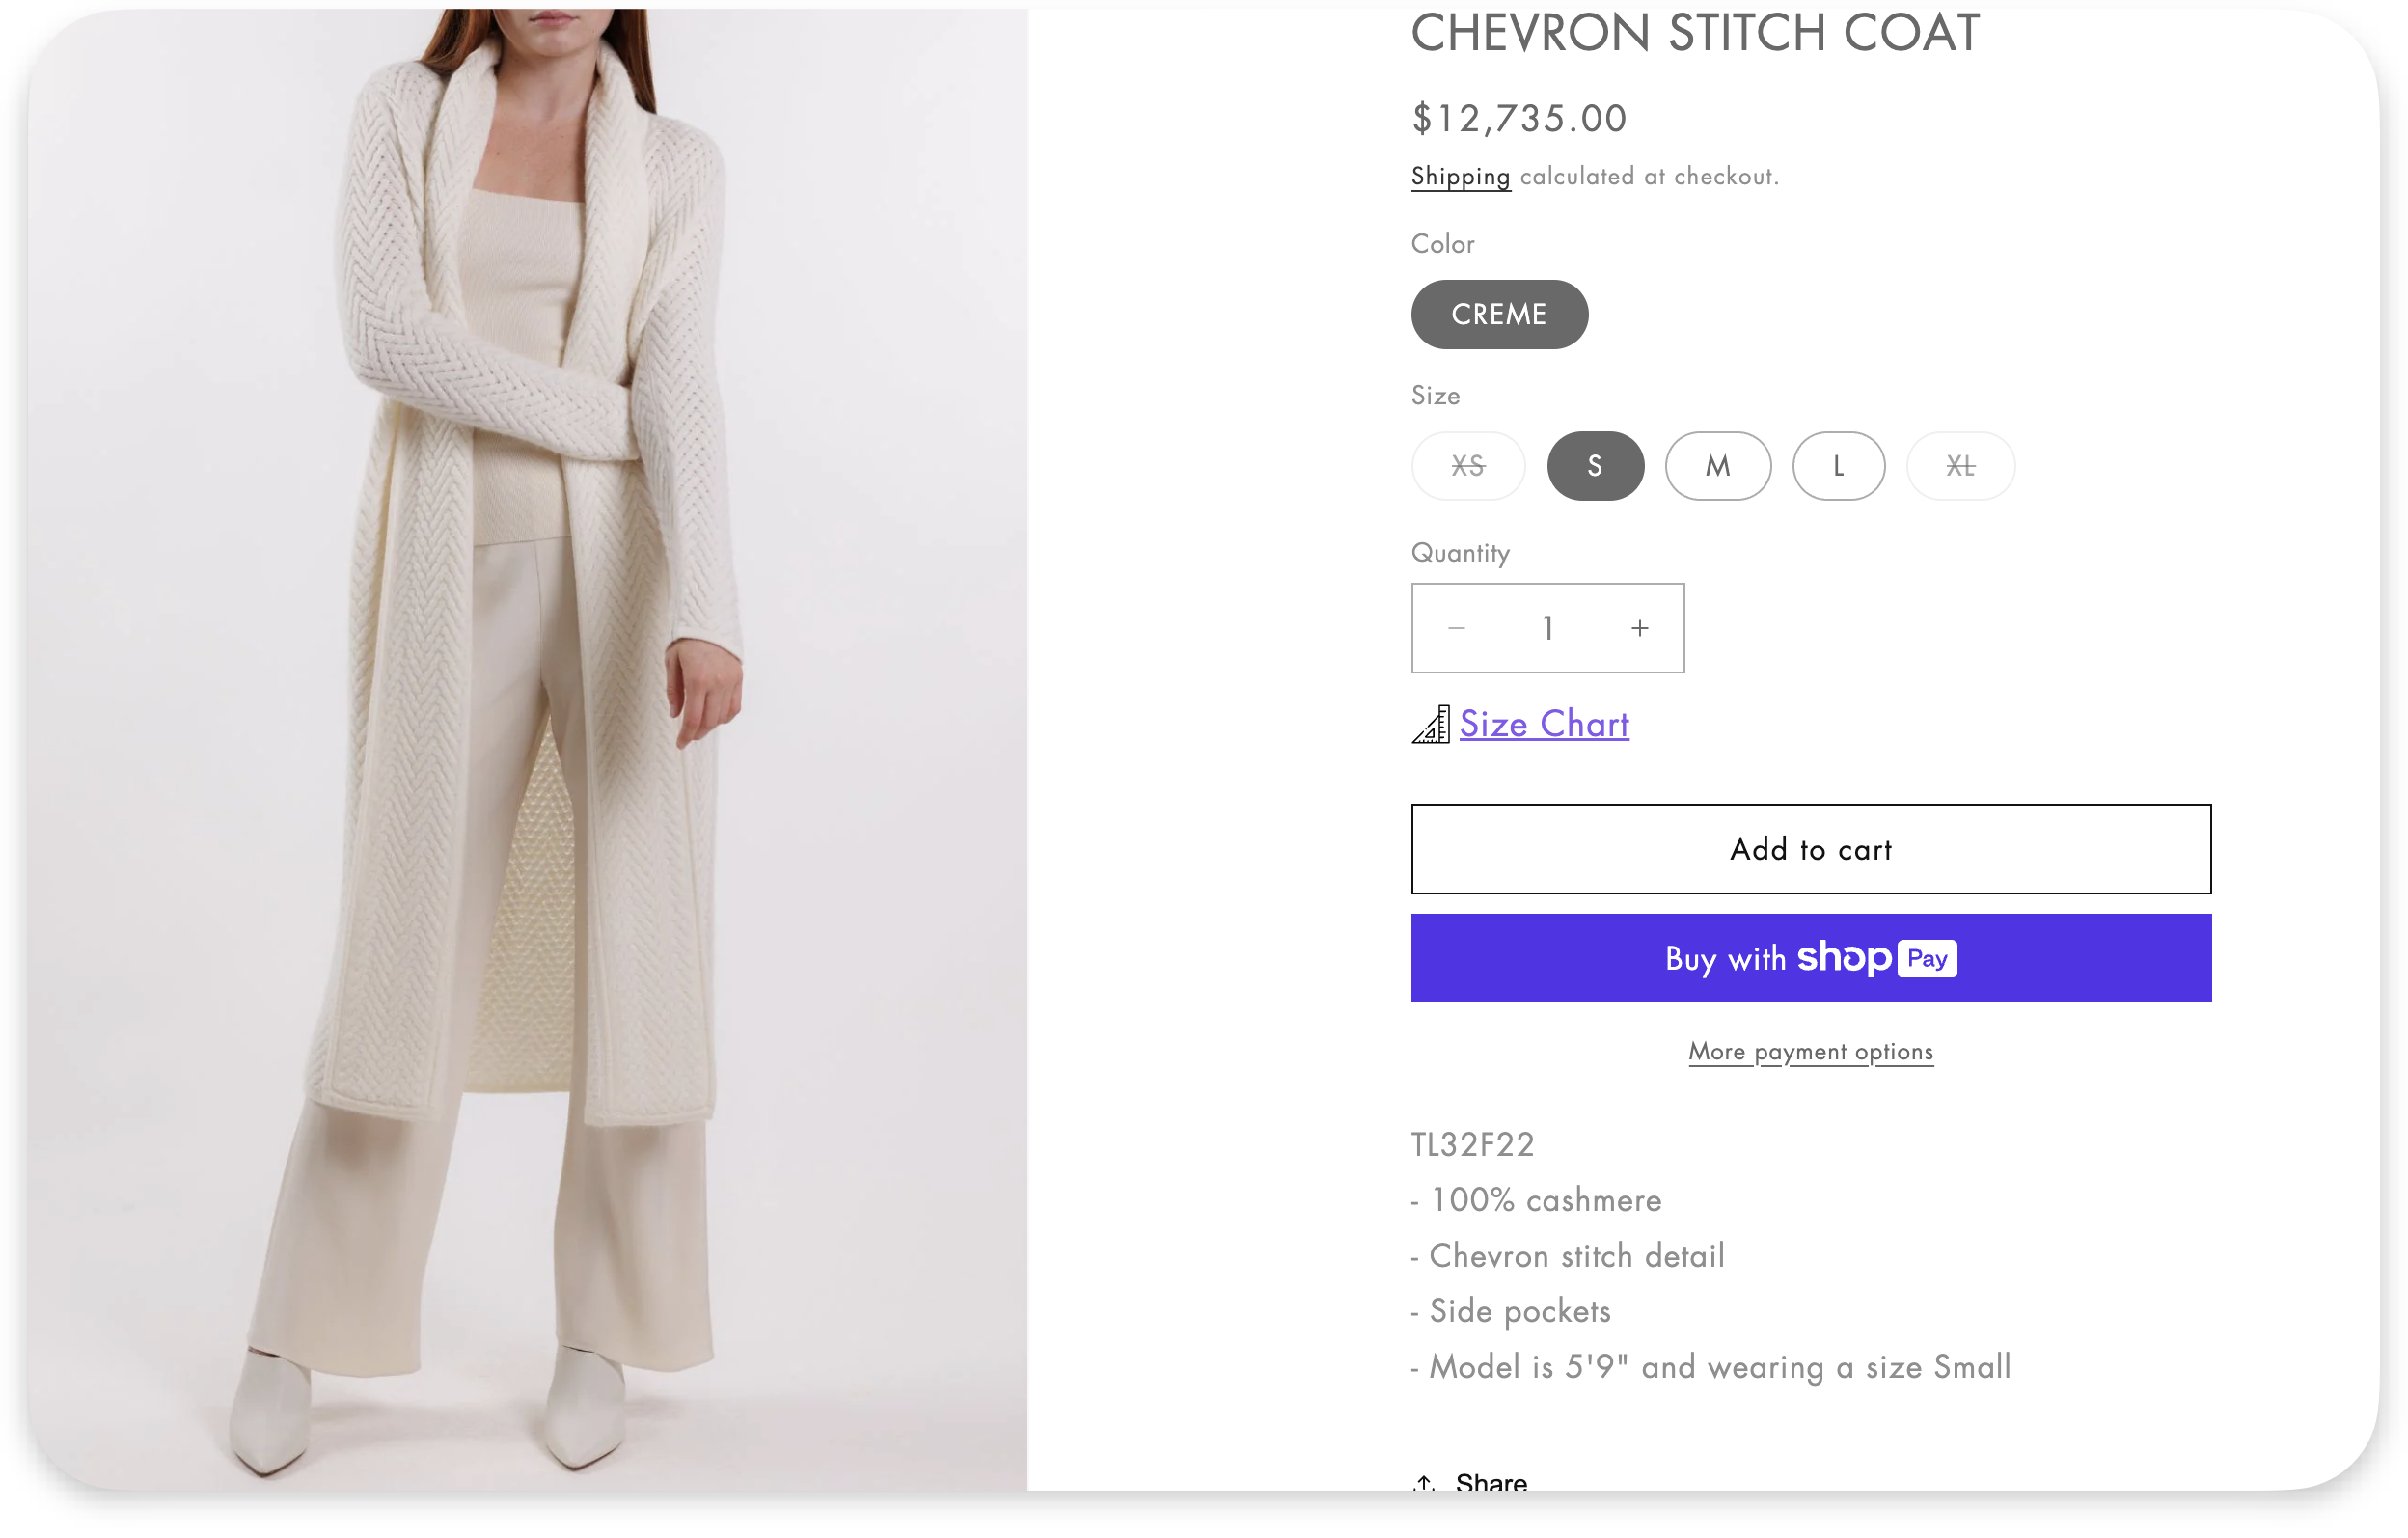 CHEVRON STITCH COAT
$12,735.00
Shipping calculated at checkout.
Color
CREME
Size
XS S M L XL
Quantity
− 1 +
Size Chart
Add to cart
Buy with shop Pay
More payment options
TL32F22
- 100% cashmere
- Chevron stitch detail
- Side pockets
- Model is 5'9" and wearing a size Small
Share